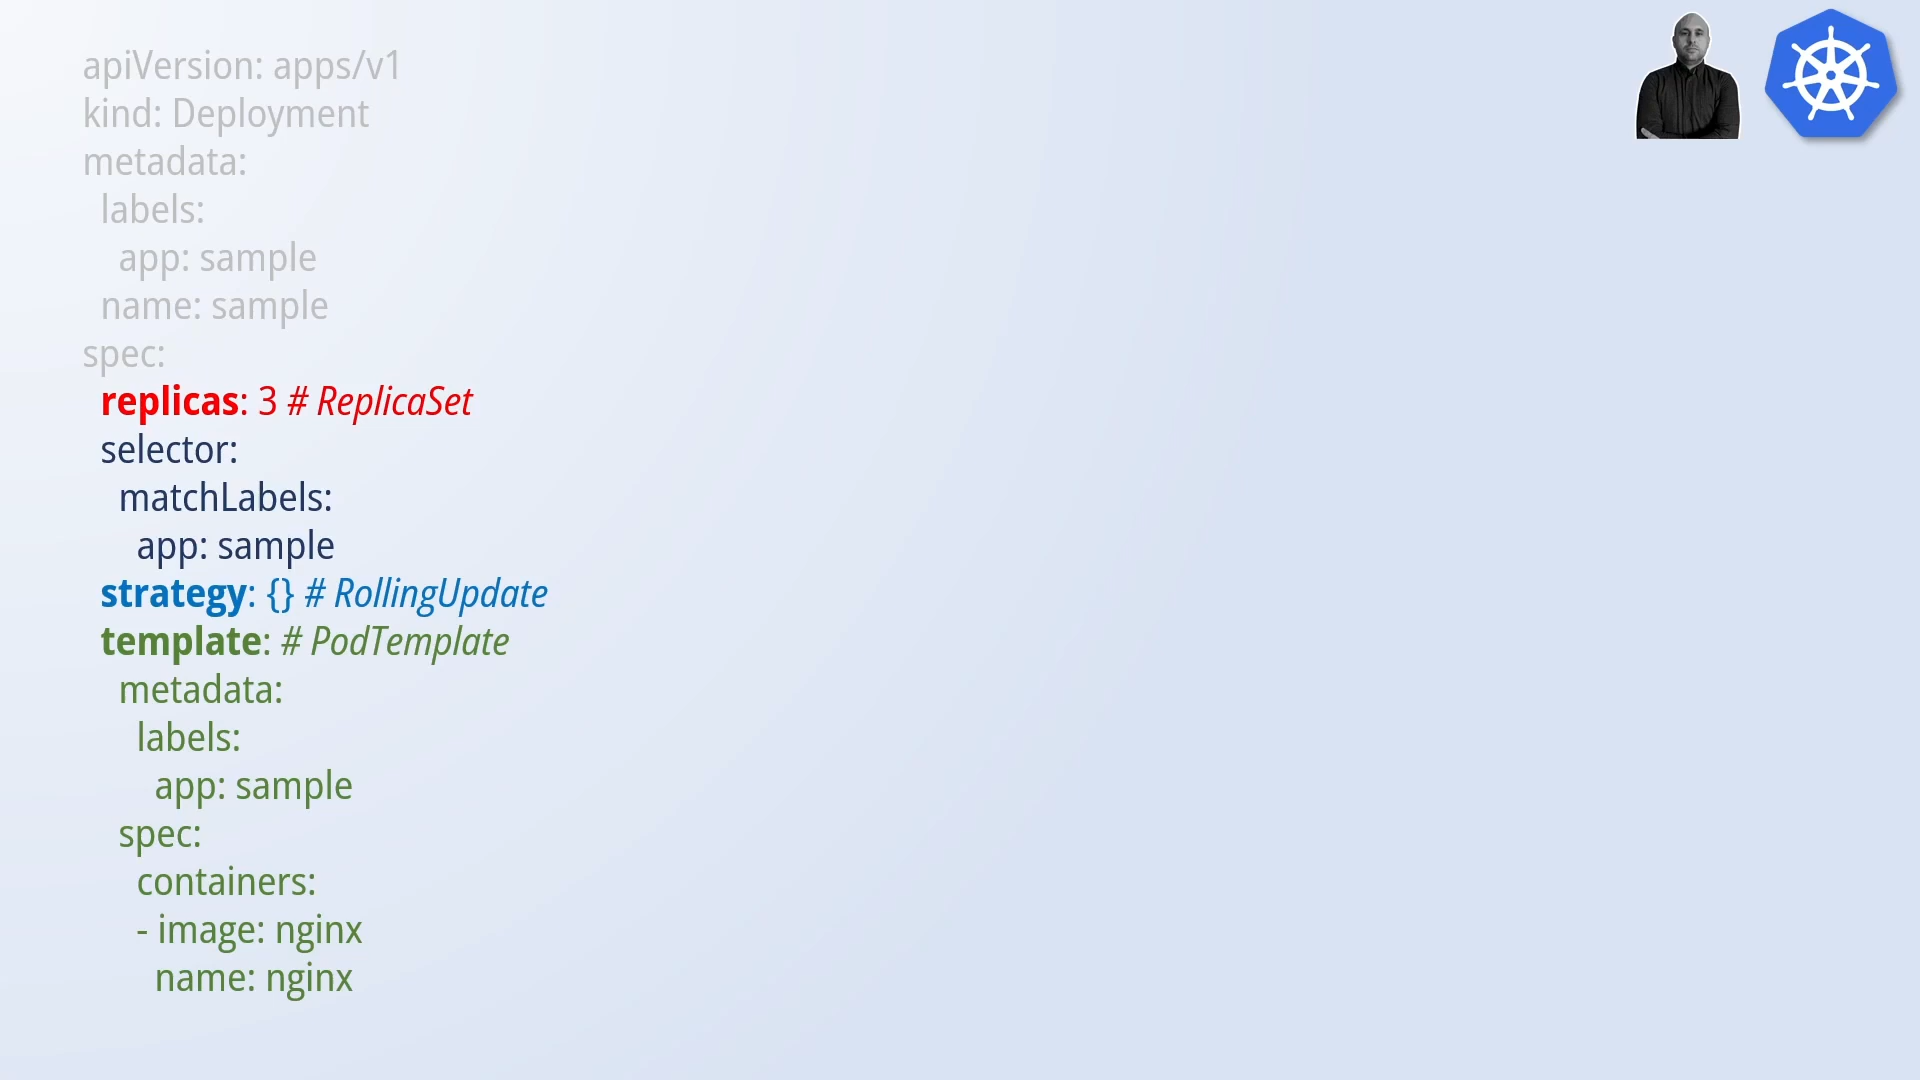 apiVersion: apps/v1
kind: Deployment
metadata:
  labels:
    app: sample
  name: sample
spec:
  replicas: 3 # ReplicaSet
  selector:
    matchLabels:
      app: sample
  strategy: {} # RollingUpdate
  template: # PodTemplate
    metadata:
      labels:
        app: sample
    spec:
      containers:
      - image: nginx
        name: nginx